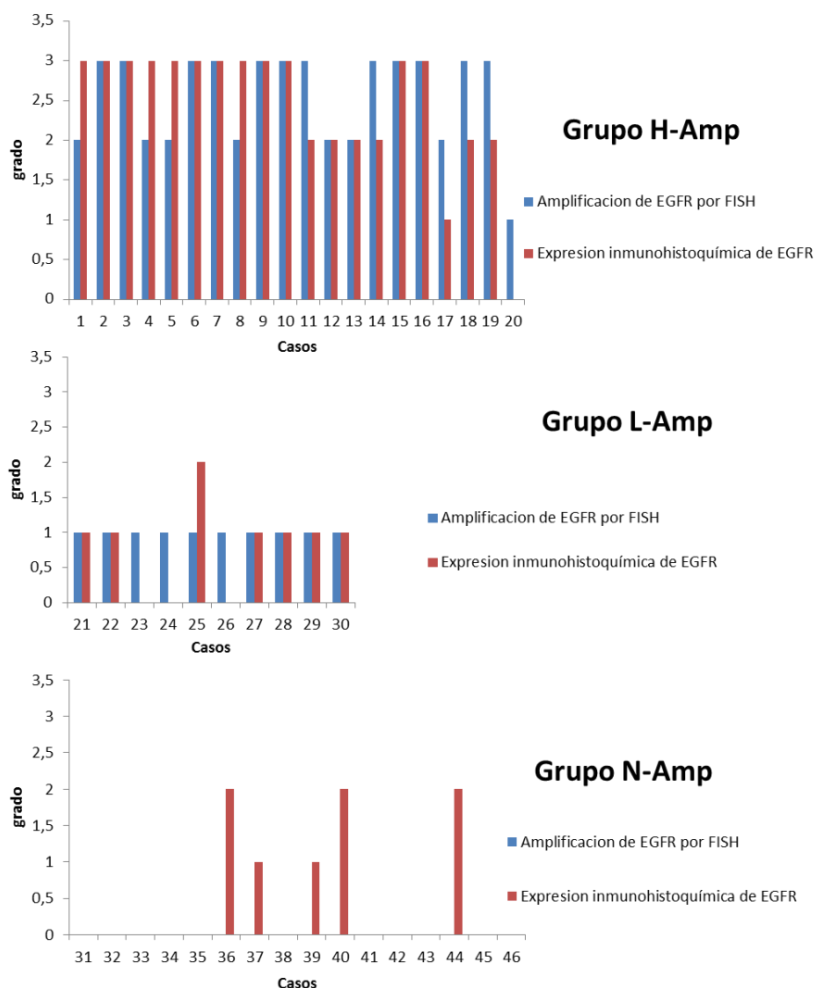 3,5
3
2,5
2
1,5
1
0,5
0
grado
1 2 3 4 5 6 7 8 9 10 11 12 13 14 15 16 17 18 19 20
Casos
Grupo H-Amp
Amplificacion de EGFR por FISH
Expresion inmunohistoquímica de EGFR
3,5
3
2,5
2
1,5
1
0,5
0
grado
21 22 23 24 25 26 27 28 29 30
Casos
Grupo L-Amp
Amplificacion de EGFR por FISH
Expresion inmunohistoquímica de EGFR
3,5
3
2,5
2
1,5
1
0,5
0
grado
31 32 33 34 35 36 37 38 39 40 41 42 43 44 45 46
Casos
Grupo N-Amp
Amplificacion de EGFR por FISH
Expresion inmunohistoquímica de EGFR